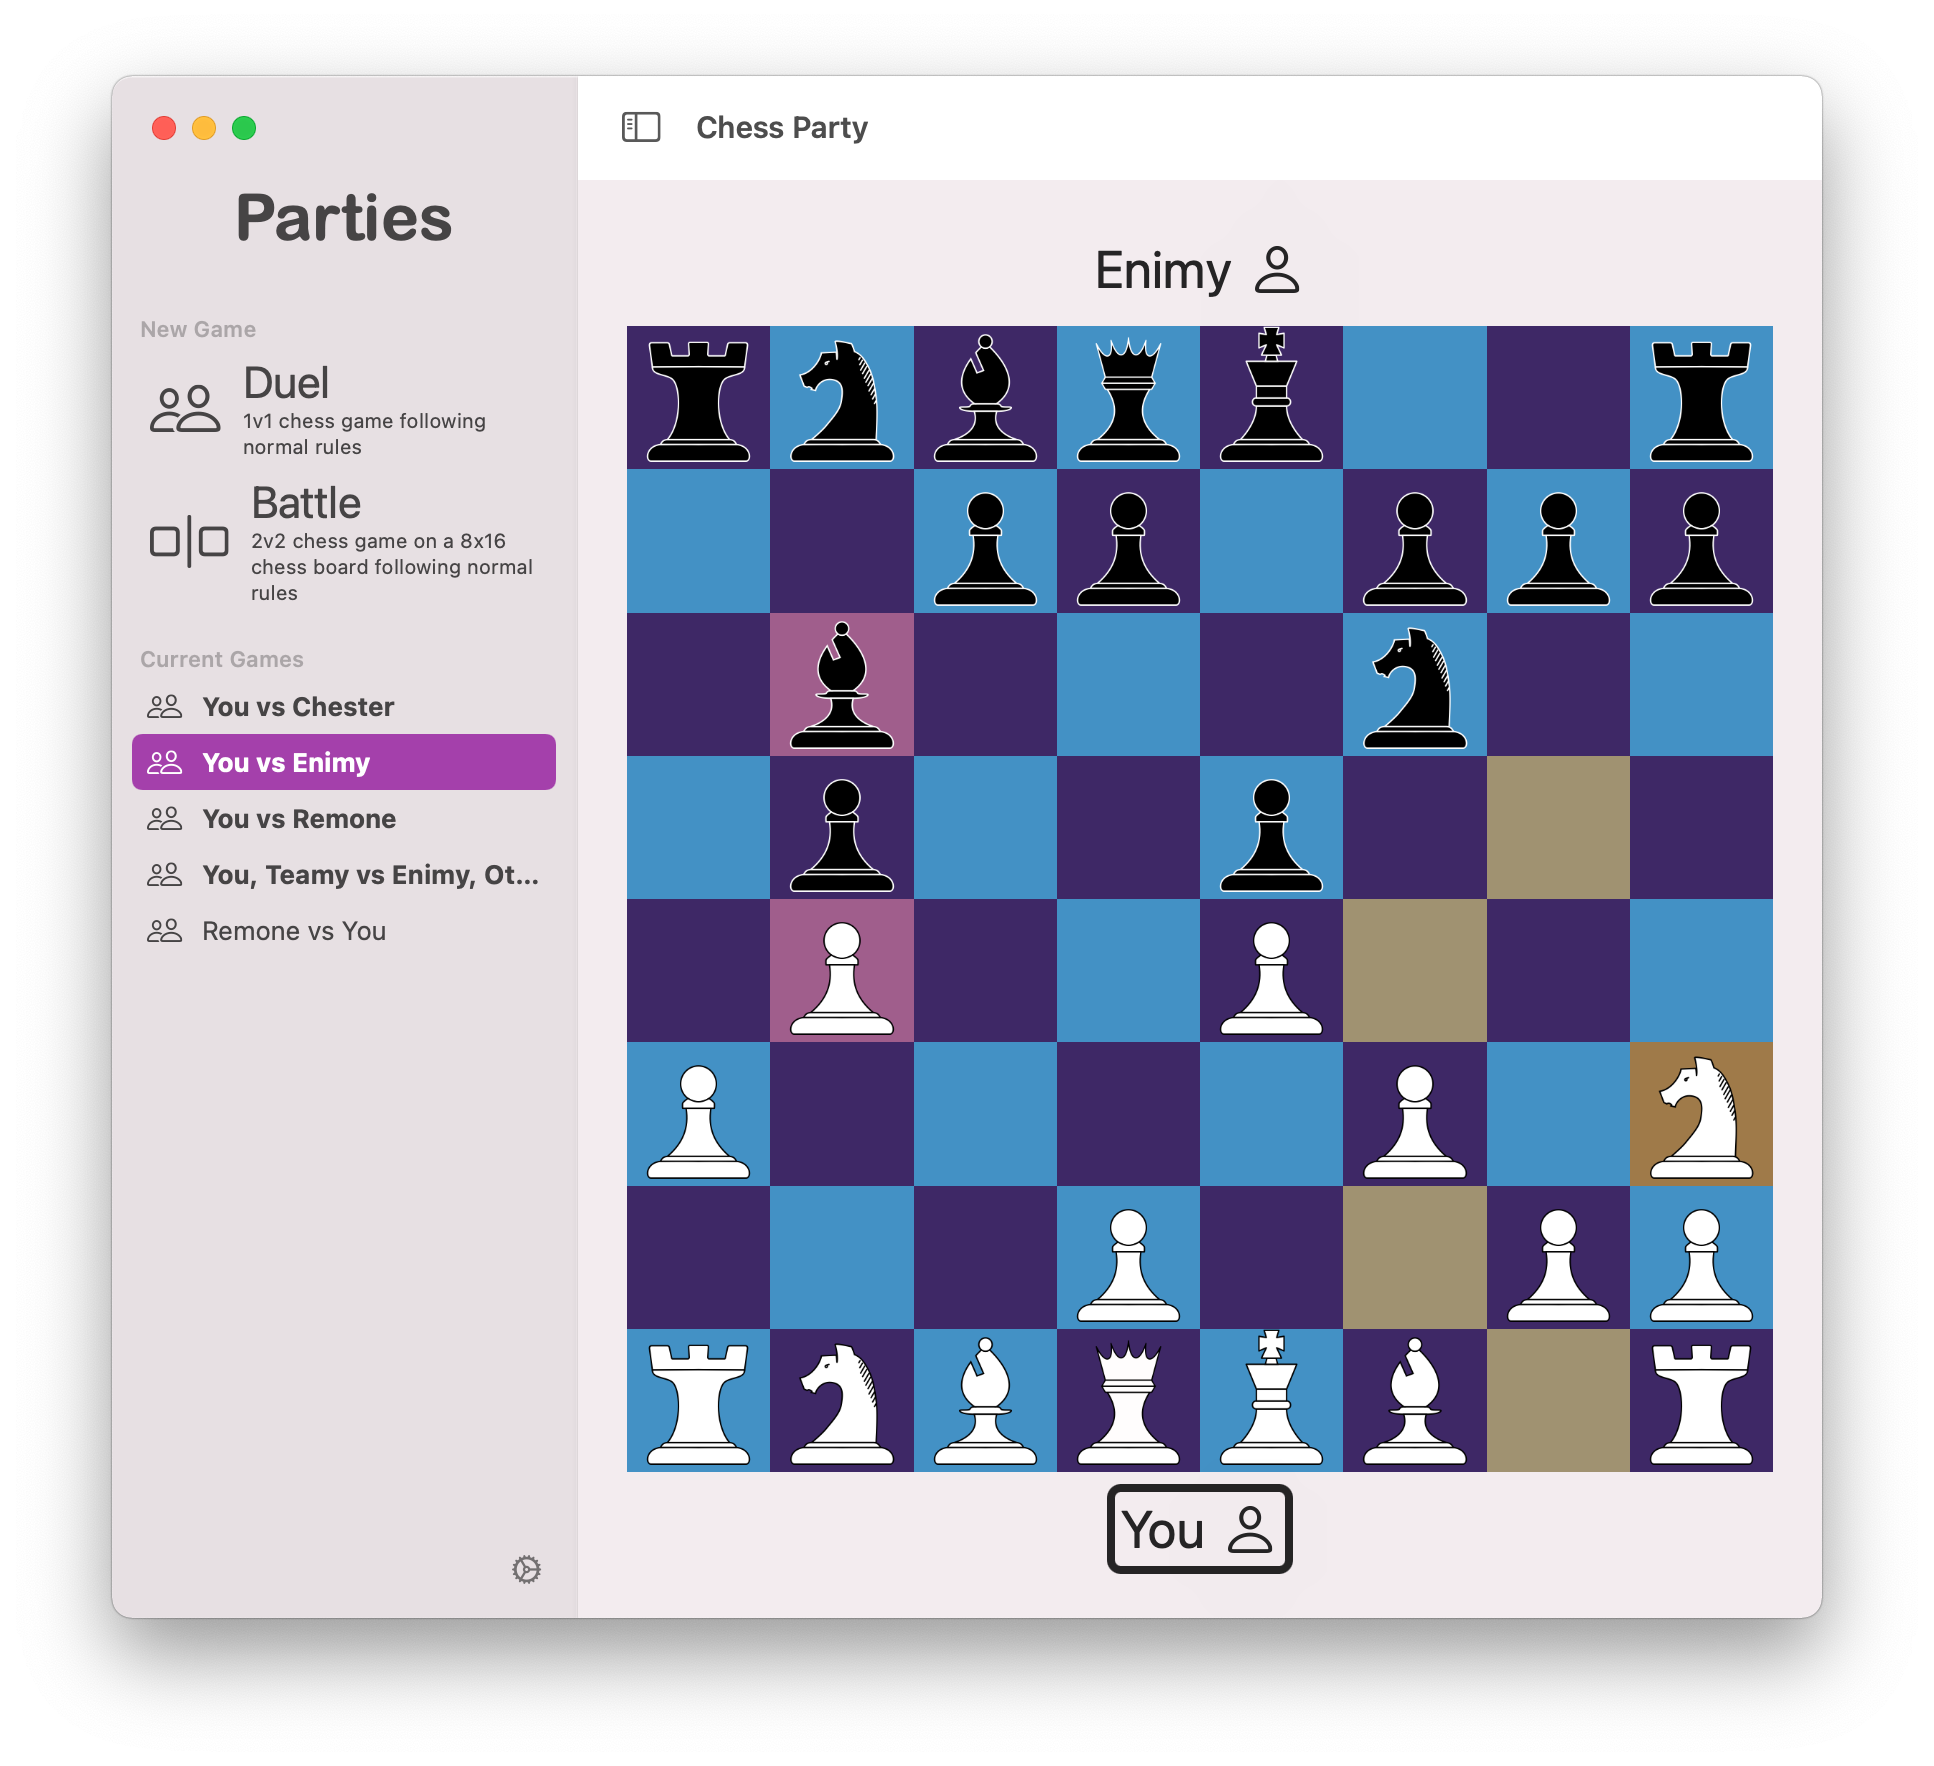 Parties
New Game
Duel
1v1 chess game following
normal rules
Battle
2v2 chess game on a 8x16
chess board following normal
rules
Current Games
You vs Chester
You vs Enimy
You vs Remone
You, Teamy vs Enimy, Ot...
Remone vs You
Chess Party
Enimy
You